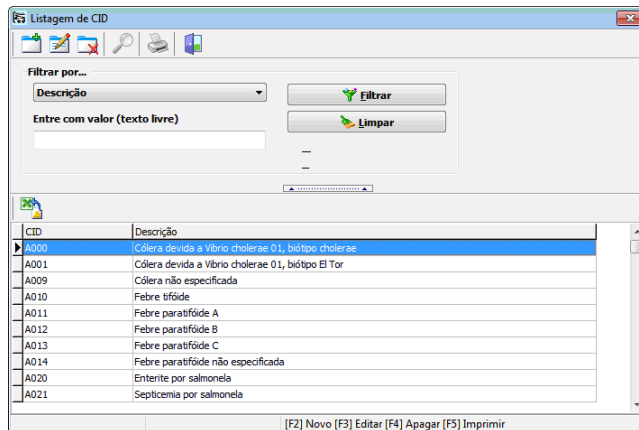 Listagem de CID
Filtrar por...
Descrição
Filtrar
Entre com valor (texto livre)
Limpar
---
--
CID Descrição
A000 Cólera devida a Vibrio cholerae 01, biótipo cholerae
A001 Cólera devida a Vibrio cholerae 01, biótipo El Tor
A009 Cólera não especificada
A010 Febre tifóide
A011 Febre paratifóide A
A012 Febre paratifóide B
A013 Febre paratifóide C
A014 Febre paratifóide não especificada
A020 Enterite por salmonela
A021 Septicemia por salmonela
[F2] Novo [F3] Editar [F4] Apagar [F5] Imprimir